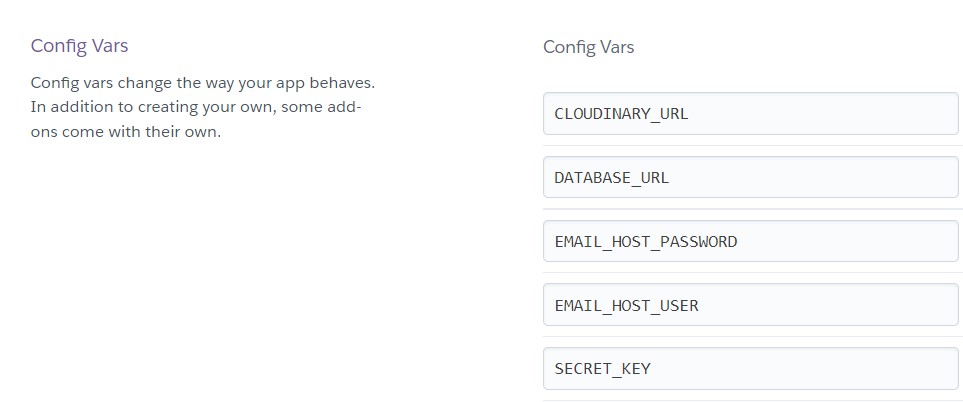 Config Vars
Config vars change the way your app behaves.
In addition to creating your own, some add-
ons come with their own.
Config Vars
CLOUDINARY_URL
DATABASE_URL
EMAIL_HOST_PASSWORD
EMAIL_HOST_USER
SECRET_KEY